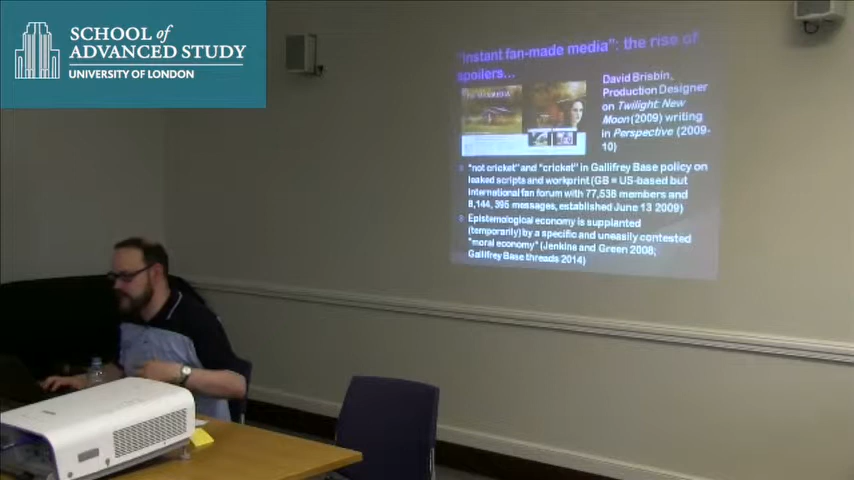 SCHOOL of
ADVANCED STUDY
UNIVERSITY OF LONDON
"instant fan-made media": the rise of
spoilers...
David Brisbin,
Production Designer
on Twilight: New
Moon (2009) writing
in Perspective (2009-
10)
"not cricket" and "cricket" in Gallifrey Base policy on
leaked scripts and workprint (GB = US-based but
international fan forum with 77,538 members and
8,144, 395 messages, established June 13 2009)
Epistemological economy is supplanted
(temporarily) by a specific and uneasily contested
"moral economy" (Jenkins and Green 2008;
Gallifrey Base threads 2014)